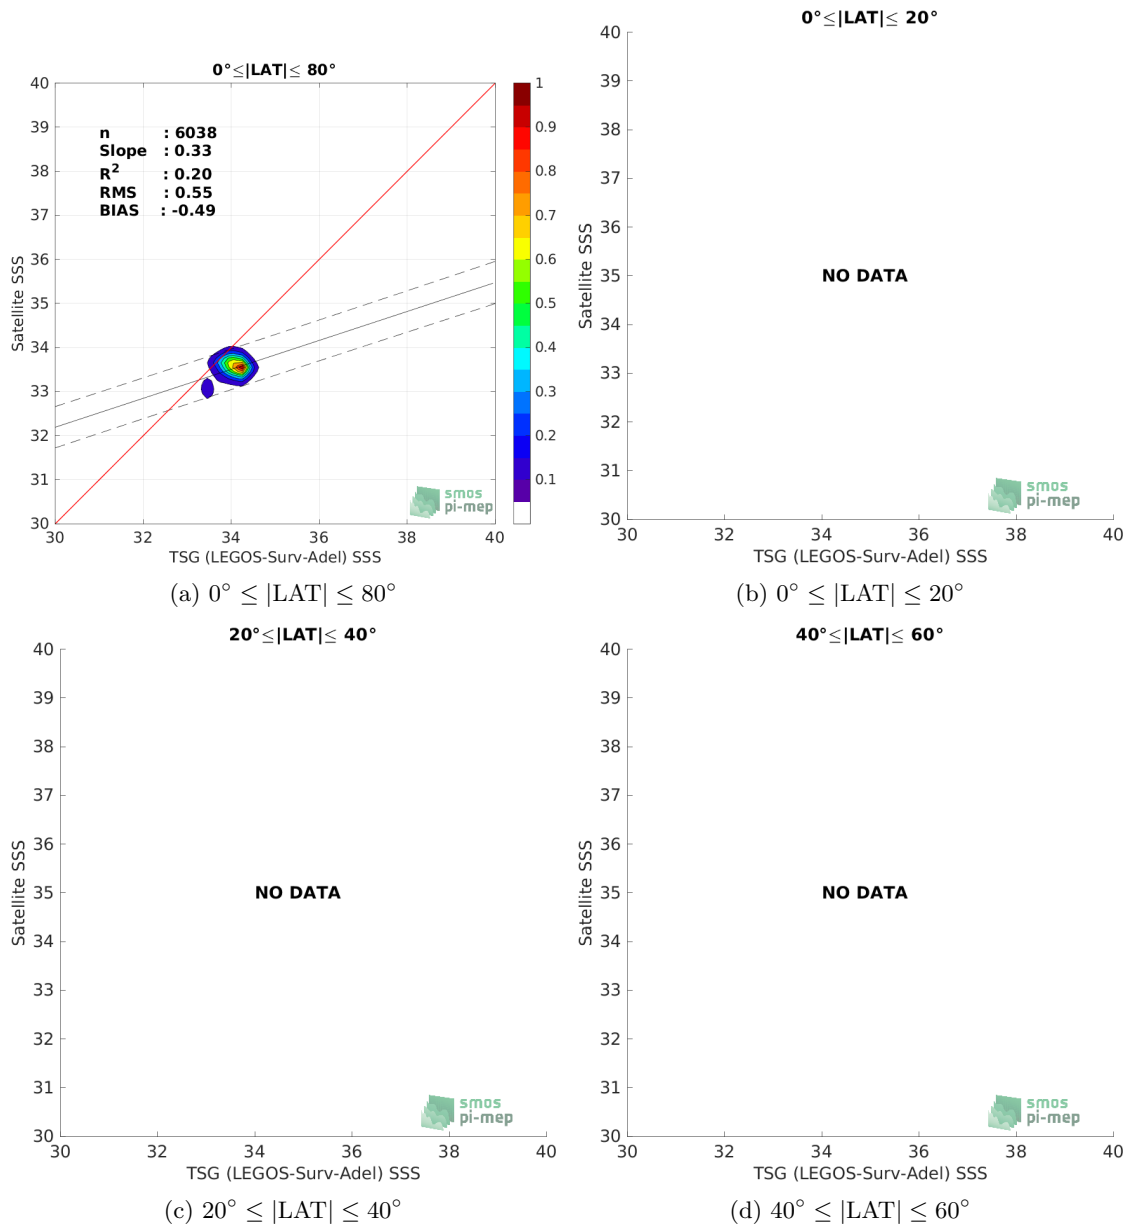 0°≤|LAT|≤ 80°
40
39
38
37
36
35
34
33
32
31
30
Satellite SSS
n : 6038
Slope : 0.33
R² : 0.20
RMS : 0.55
BIAS : -0.49
smos
pi-mep
30 32 34 36 38 40
TSG (LEGOS-Surv-Adel) SSS
1
0.9
0.8
0.7
0.6
0.5
0.4
0.3
0.2
0.1
(a) 0° ≤ |LAT| ≤ 80°
0°≤|LAT|≤ 20°
40
39
38
37
36
35
34
33
32
31
30
Satellite SSS
NO DATA
smos
pi-mep
30 32 34 36 38 40
TSG (LEGOS-Surv-Adel) SSS
(b) 0° ≤ |LAT| ≤ 20°
20°≤|LAT|≤ 40°
40
39
38
37
36
35
34
33
32
31
30
Satellite SSS
NO DATA
smos
pi-mep
30 32 34 36 38 40
TSG (LEGOS-Surv-Adel) SSS
(c) 20° ≤ |LAT| ≤ 40°
40°≤|LAT|≤ 60°
40
39
38
37
36
35
34
33
32
31
30
Satellite SSS
NO DATA
smos
pi-mep
30 32 34 36 38 40
TSG (LEGOS-Surv-Adel) SSS
(d) 40° ≤ |LAT| ≤ 60°